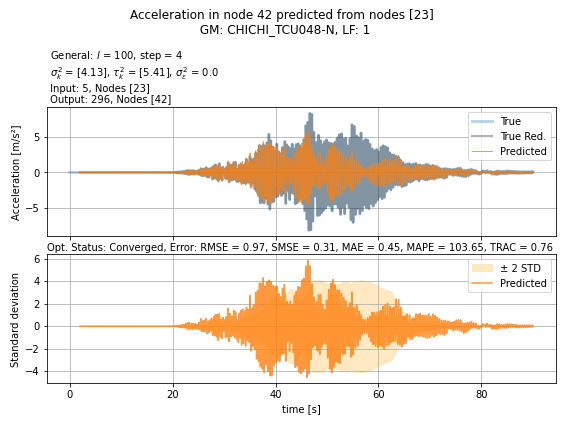 Acceleration in node 42 predicted from nodes [23]
GM: CHICHI_TCU048-N, LF: 1
General: l = 100, step = 4
σ²ₖ = [4.13], τ²ₖ = [5.41], σ²ε = 0.0
Input: 5, Nodes [23]
Output: 296, Nodes [42]
Acceleration [m/s²]
5
0
−5
True
True Red.
Predicted
Opt. Status: Converged, Error: RMSE = 0.97, SMSE = 0.31, MAE = 0.45, MAPE = 103.65, TRAC = 0.76
Standard deviation
6
4
2
0
−2
−4
± 2 STD
Predicted
0 20 40 60 80
time [s]